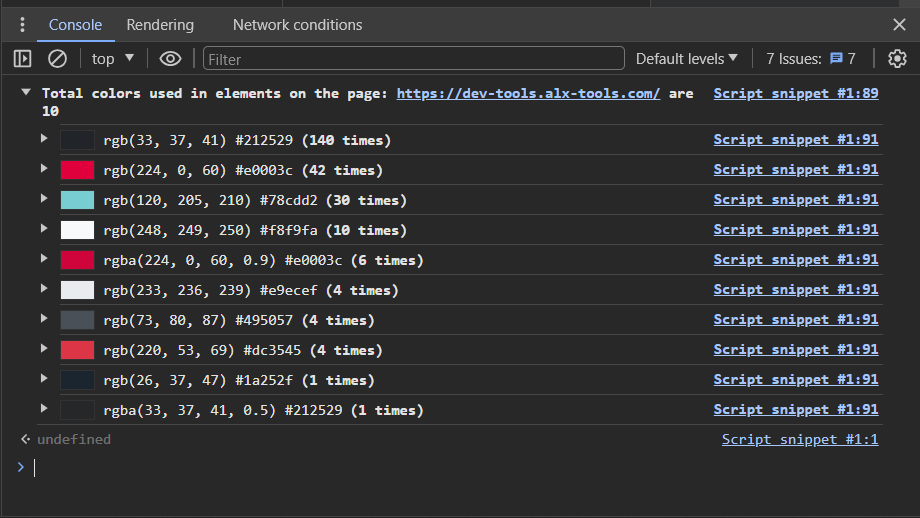 Console Rendering Network conditions
top Filter Default levels 7 Issues: 7
Total colors used in elements on the page: https://dev-tools.alx-tools.com/ are Script snippet #1:89
10
rgb(33, 37, 41) #212529 (140 times) Script snippet #1:91
rgb(224, 0, 60) #e0003c (42 times) Script snippet #1:91
rgb(120, 205, 210) #78cdd2 (30 times) Script snippet #1:91
rgb(248, 249, 250) #f8f9fa (10 times) Script snippet #1:91
rgba(224, 0, 60, 0.9) #e0003c (6 times) Script snippet #1:91
rgb(233, 236, 239) #e9ecef (4 times) Script snippet #1:91
rgb(73, 80, 87) #495057 (4 times) Script snippet #1:91
rgb(220, 53, 69) #dc3545 (4 times) Script snippet #1:91
rgb(26, 37, 47) #1a252f (1 times) Script snippet #1:91
rgba(33, 37, 41, 0.5) #212529 (1 times) Script snippet #1:91
undefined Script snippet #1:1